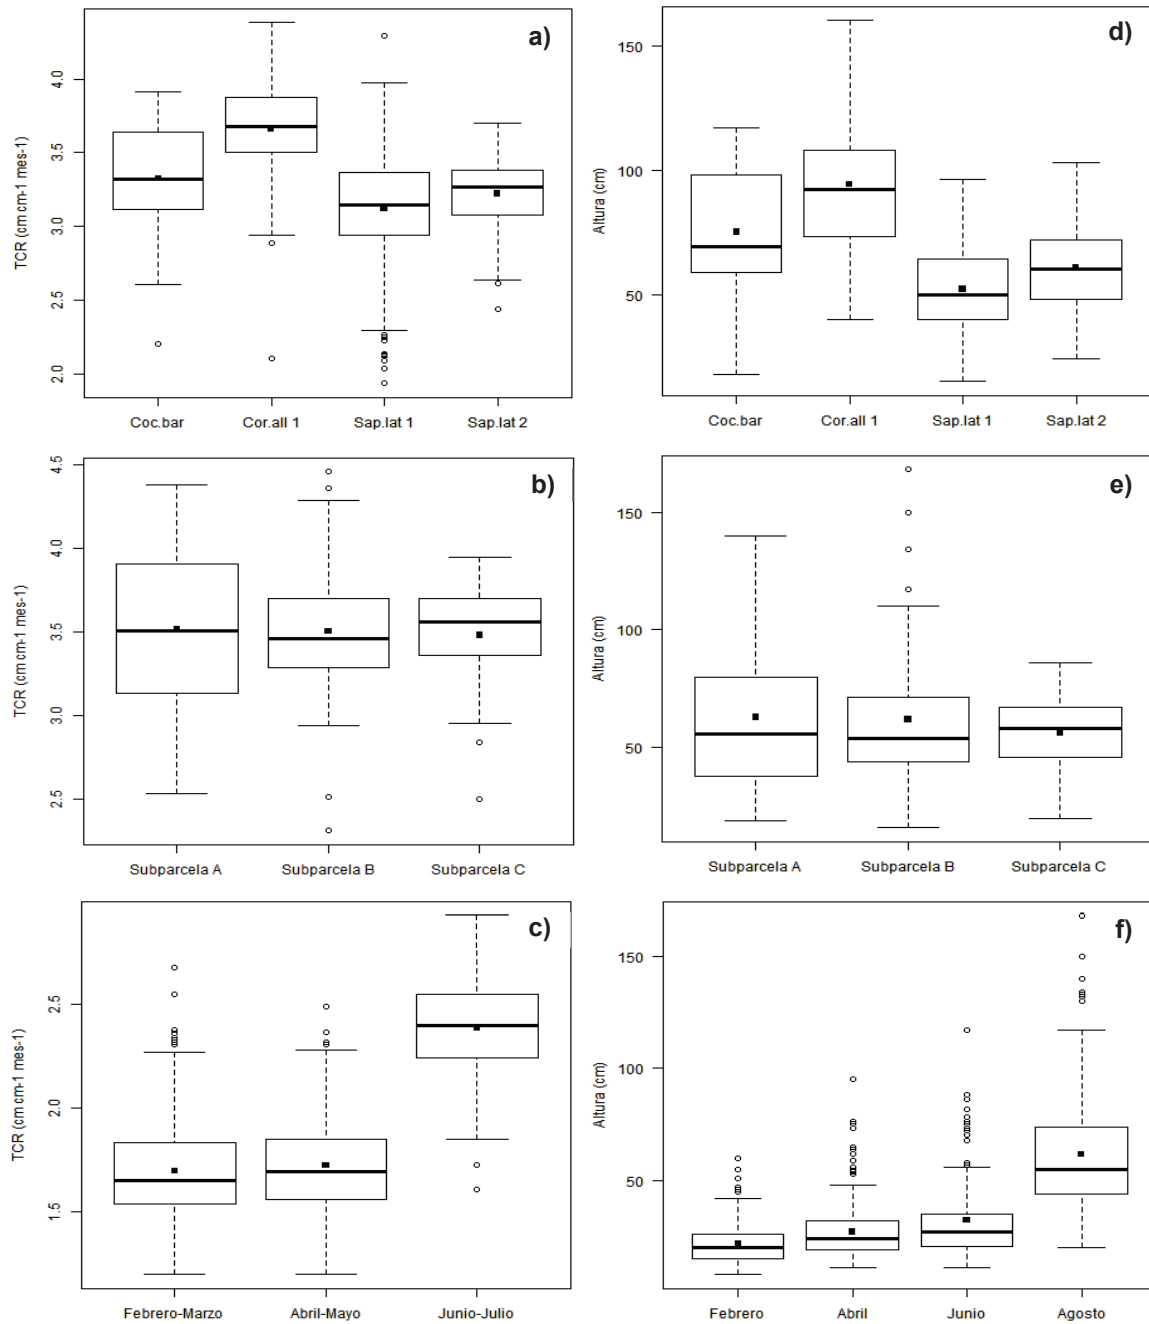 a)
TCR (cm cm-1 mes-1)
4.0
3.5
3.0
2.5
2.0
Coc.bar Cor.all 1 Sap.lat 1 Sap.lat 2
d)
Altura (cm)
150
100
50
Coc.bar Cor.all 1 Sap.lat 1 Sap.lat 2
b)
TCR (cm cm-1 mes-1)
4.5
4.0
3.5
3.0
2.5
Subparcela A Subparcela B Subparcela C
e)
Altura (cm)
150
100
50
Subparcela A Subparcela B Subparcela C
c)
TCR (cm cm-1 mes-1)
2.5
2.0
1.5
Febrero-Marzo Abril-Mayo Junio-Julio
f)
Altura (cm)
150
100
50
Febrero Abril Junio Agosto